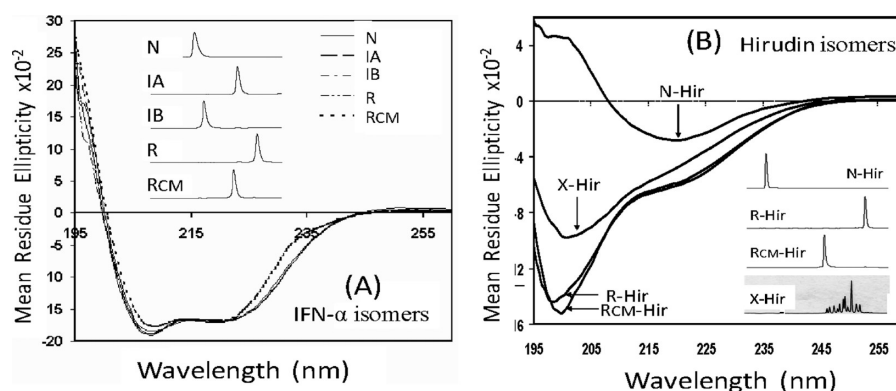 Mean Residue Ellipticity x10-2
30
25
20
15
10
5
0
-5
-10
-15
-20
195
215
235
255
N
IA
IB
R
RCM
N
IA
IB
R
RCM
(A)
IFN-α isomers
Wavelength (nm)
Mean Residue Ellipticity x10-2
4
0
-4
-8
(B) Hirudin isomers
N-Hir
X-Hir
R-Hir
RCM-Hir
N-Hir
R-Hir
RCM-Hir
X-Hir
195 205 215 225 235 245 255
Wavelength (nm)